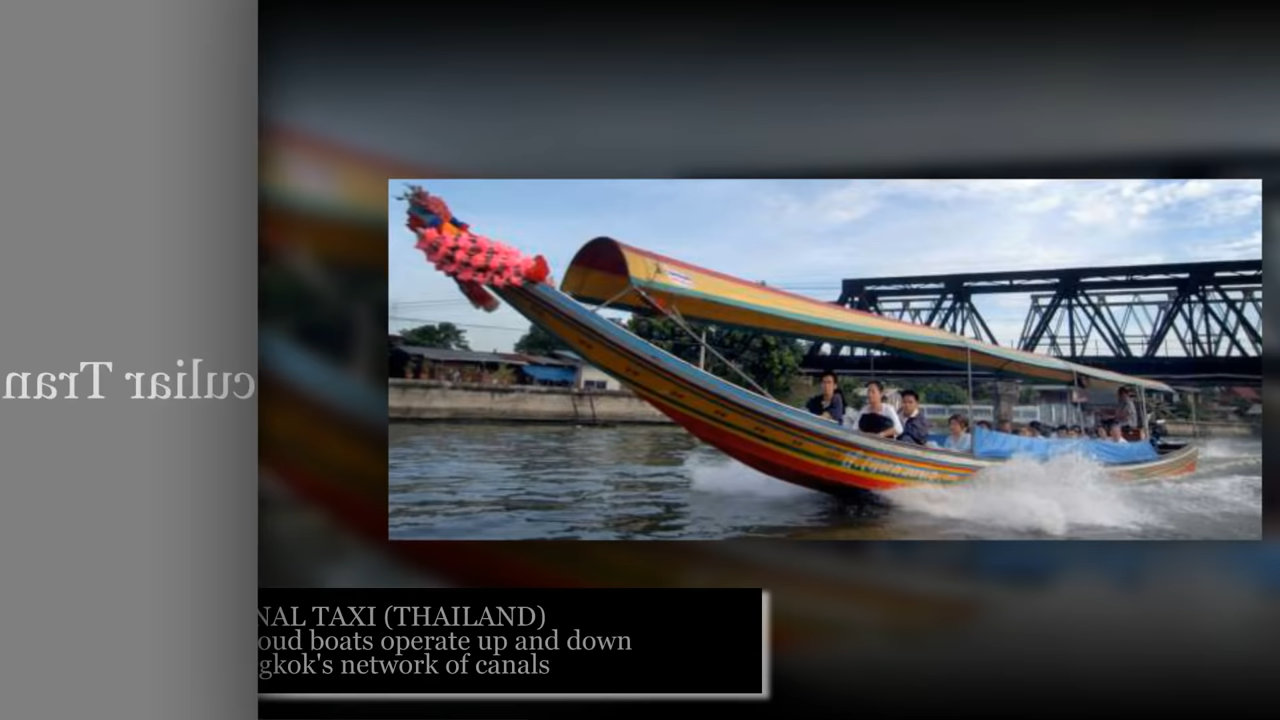 culiar Tran
NAL TAXI (THAILAND)
oud boats operate up and down
gkok's network of canals